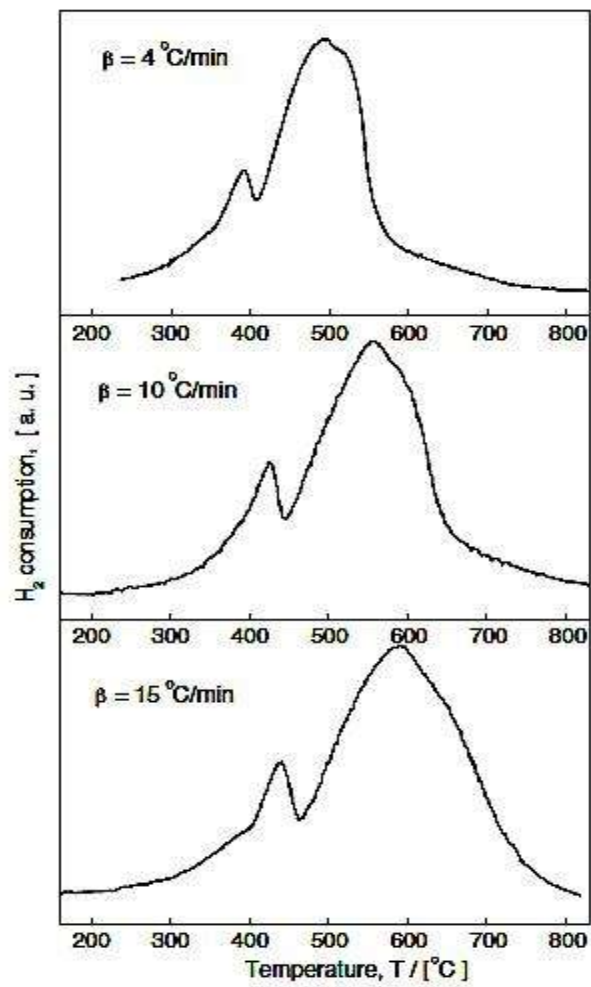 β = 4 °C/min
200 300 400 500 600 700 800
β = 10 °C/min
H₂ consumption, [ a. u. ]
200 300 400 500 600 700 800
β = 15 °C/min
200 300 400 500 600 700 800
Temperature, T / [°C ]